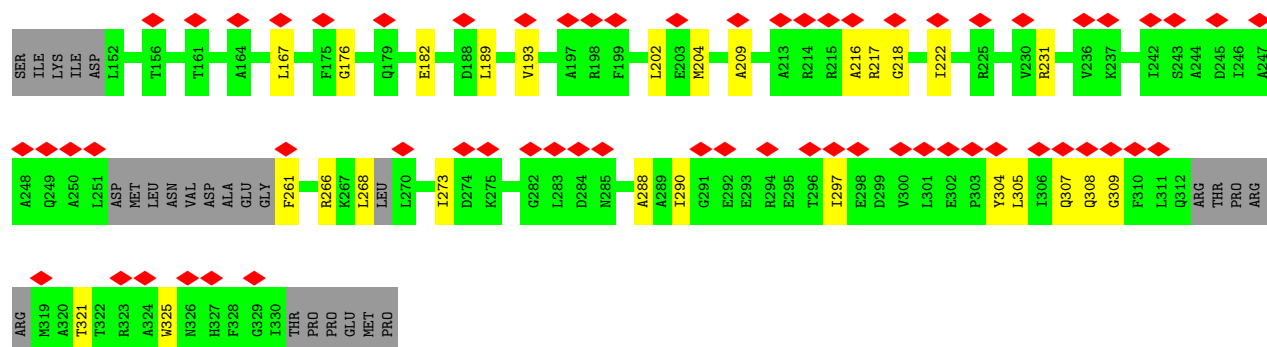 SER ILE LYS ILE ASP L152 T156 T161 A164 L167 F175 G176 Q179 E182 D188 L189 V193 A197 R198 F199 L202 E203 M204 A209 A213 R214 R215 A216 R217 G218 I222 R225 V230 R231 V236 K237 I242 S243 A244 D245 I246 A247
A248 Q249 A250 L251 ASP MET LEU ASN VAL ASP ALA GLU GLY F261 R266 K267 L268 LEU L270 I273 D274 K275 G282 L283 D284 N285 A288 A289 I290 G291 E292 E293 R294 E295 T296 I297 E298 D299 V300 L301 E302 P303 Y304 L305 I306 Q307 Q308 G309 F310 L311 Q312 ARG THR PRO ARG
ARG M319 A320 T321 T322 R323 A324 W325 N326 H327 F328 G329 I330 THR PRO PRO GLU MET PRO